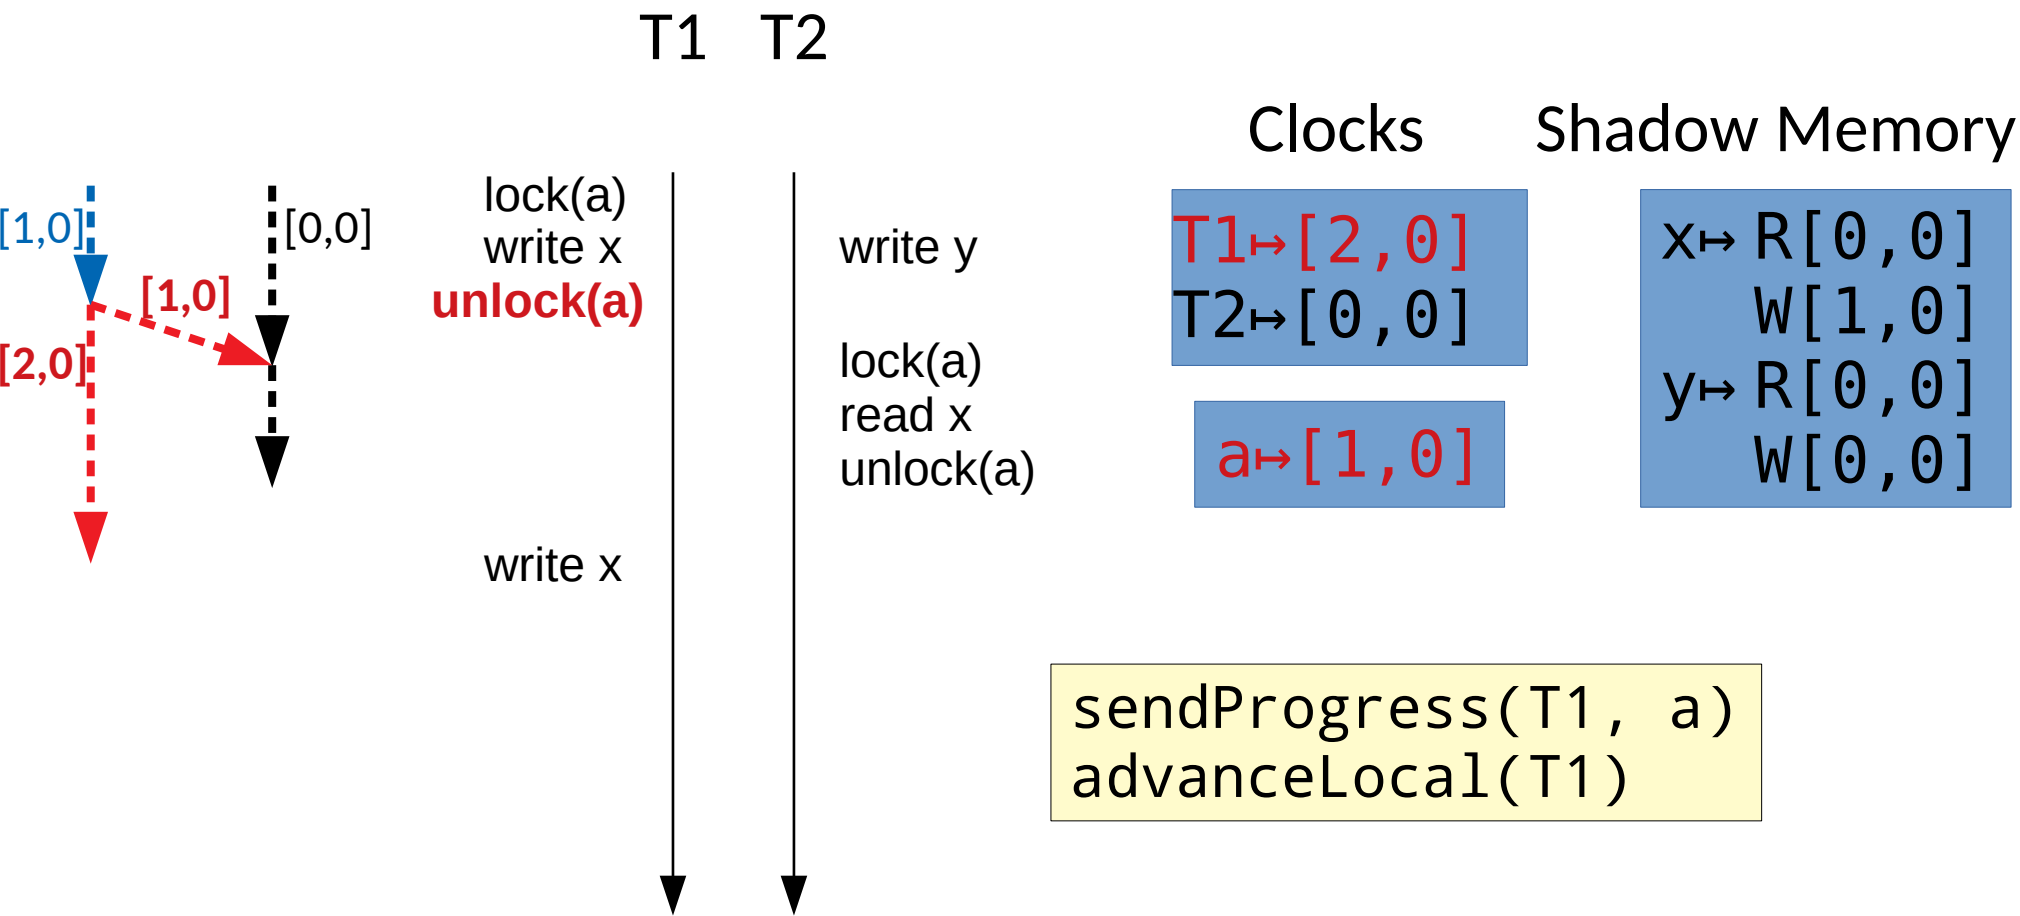 T1 T2
Clocks Shadow Memory
[1,0] [0,0]
[1,0]
[2,0]
lock(a)
write x
unlock(a)
write x
write y
lock(a)
read x
unlock(a)
T1↦[2,0]
T2↦[0,0]
a↦[1,0]
x↦R[0,0]
W[1,0]
y↦R[0,0]
W[0,0]
sendProgress(T1, a)
advanceLocal(T1)